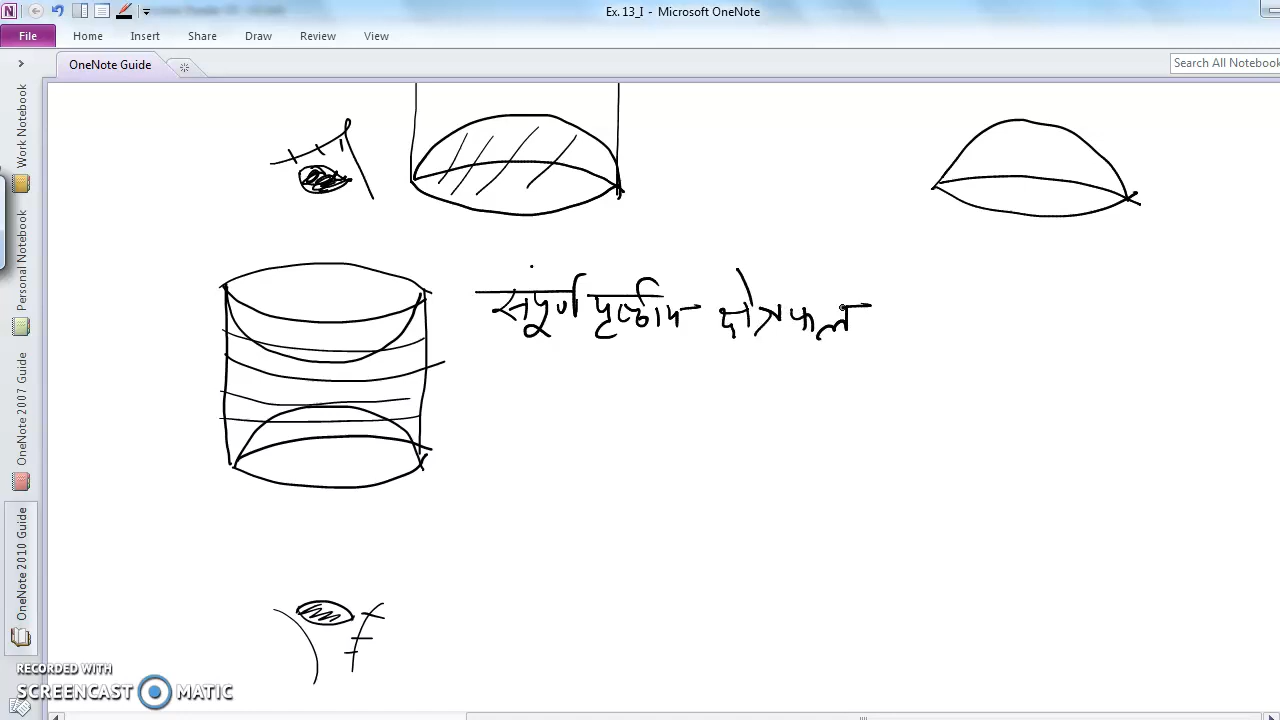 Ex. 13_I - Microsoft OneNote
File Home Insert Share Draw Review View
OneNote Guide
Search All Notebook
Work Notebook
Personal Notebook
OneNote 2007 Guide
OneNote 2010 Guide
संपूर्ण पृष्ठीय क्षेत्रफल
RECORDED WITH
SCREENCAST MATIC